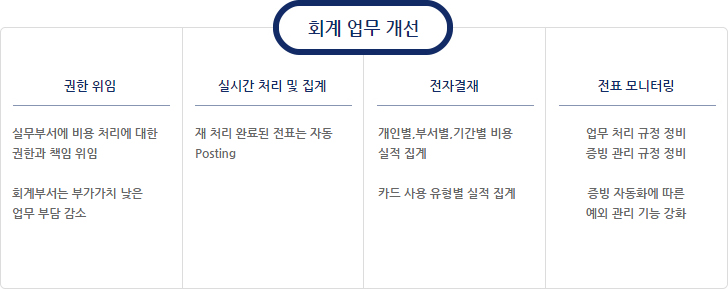 회계 업무 개선
권한 위임
실무부서에 비용 처리에 대한
권한과 책임 위임
회계부서는 부가가치 낮은
업무 부담 감소
실시간 처리 및 집계
재 처리 완료된 전표는 자동
Posting
전자결재
개인별,부서별,기간별 비용
실적 집계
카드 사용 유형별 실적 집계
전표 모니터링
업무 처리 규정 정비
증빙 관리 규정 정비
증빙 자동화에 따른
예외 관리 기능 강화